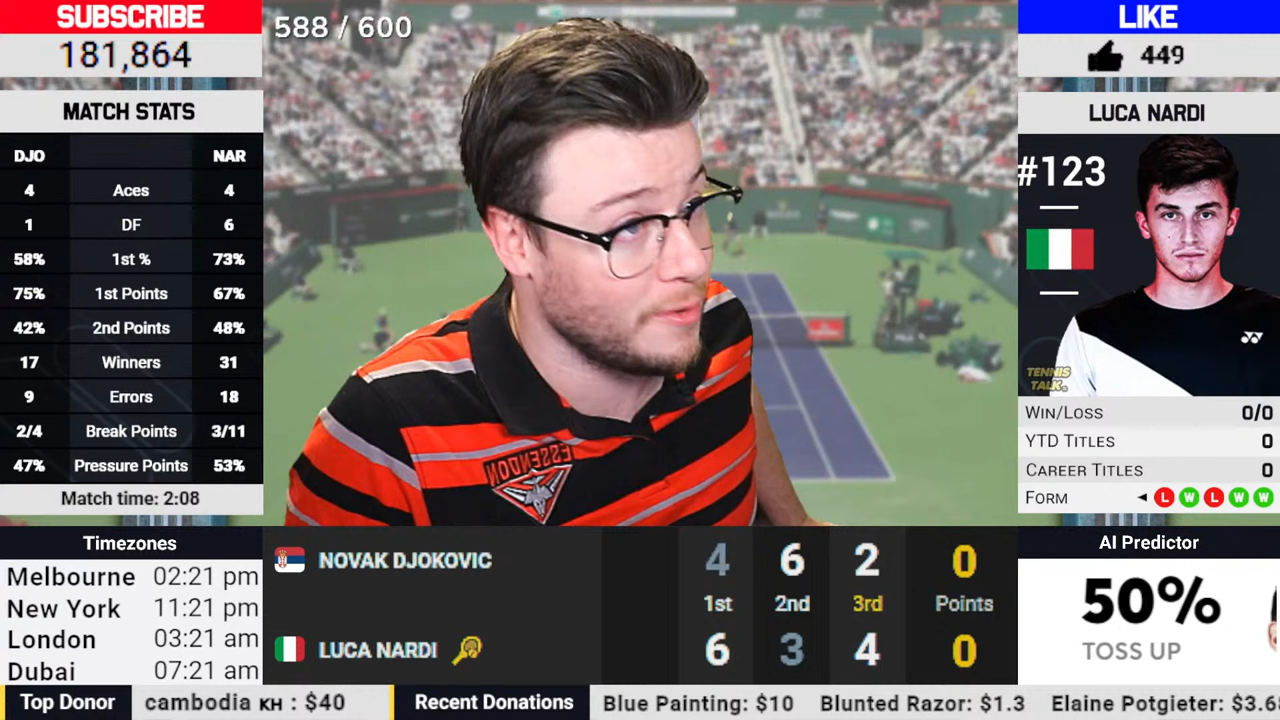 SUBSCRIBE
181,864
588 / 600
LIKE
449
MATCH STATS
DJO NAR
4 Aces 4
1 DF 6
58% 1st % 73%
75% 1st Points 67%
42% 2nd Points 48%
17 Winners 31
9 Errors 18
2/4 Break Points 3/11
47% Pressure Points 53%
Match time: 2:08
LUCA NARDI
#123
TENNIS
TALK
WIN/LOSS 0/0
YTD TITLES 0
CAREER TITLES 0
FORM L W L W W
ESSENDON
Timezones
Melbourne 02:21 pm
New York 11:21 pm
London 03:21 am
Dubai 07:21 am
NOVAK DJOKOVIC 4 6 2 0
1st 2nd 3rd Points
LUCA NARDI 6 3 4 0
AI Predictor
50%
TOSS UP
Top Donor cambodia KH : $40 Recent Donations Blue Painting: $10 Blunted Razor: $1.3 Elaine Potgieter: $3.6